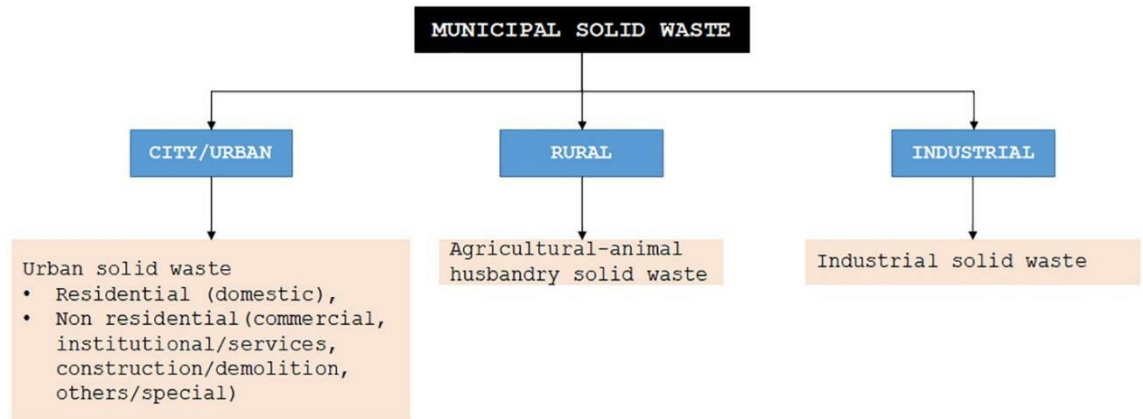 MUNICIPAL SOLID WASTE
CITY/URBAN
RURAL
INDUSTRIAL
Urban solid waste
• Residential (domestic),
• Non residential(commercial,
institutional/services,
construction/demolition,
others/special)
Agricultural-animal
husbandry solid waste
Industrial solid waste